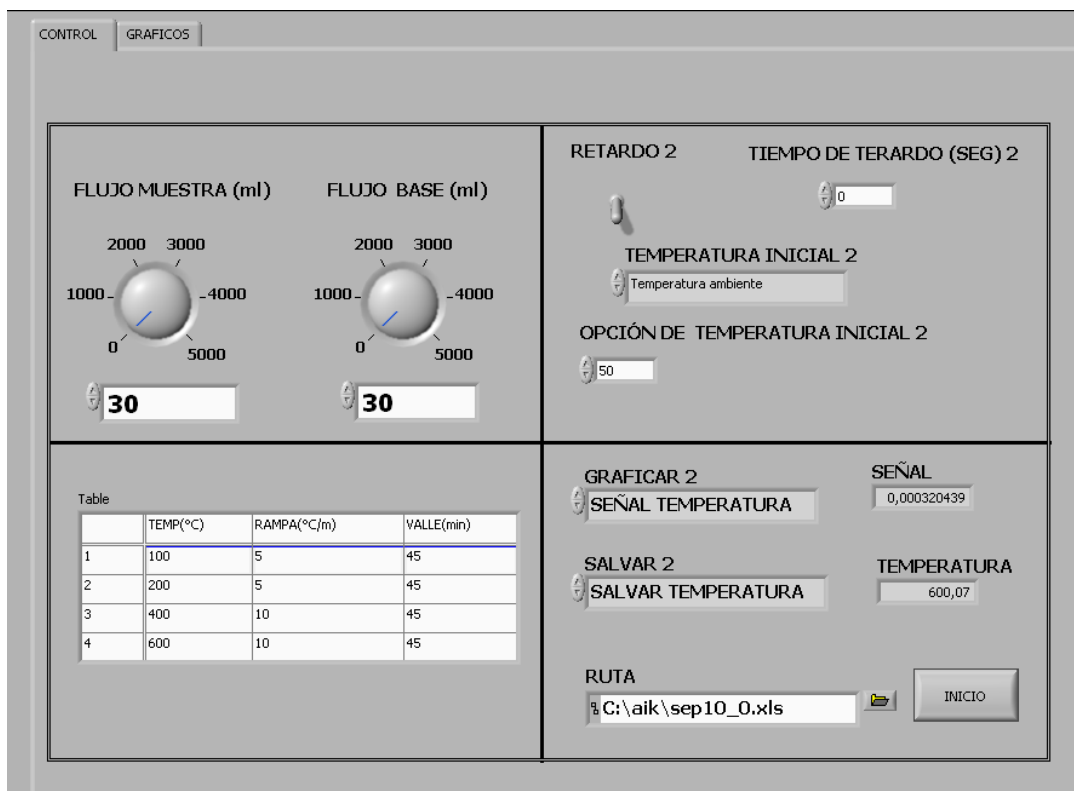 CONTROL GRAFICOS
FLUJO MUESTRA (ml)
2000 3000
1000 4000
0 5000
30
FLUJO BASE (ml)
2000 3000
1000 4000
0 5000
30
RETARDO 2
TIEMPO DE TERARDO (SEG) 2
0
TEMPERATURA INICIAL 2
Temperatura ambiente
OPCIÓN DE TEMPERATURA INICIAL 2
50
Table
TEMP(°C) RAMPA(°C/m) VALLE(min)
1 100 5 45
2 200 5 45
3 400 10 45
4 600 10 45
GRAFICAR 2
SEÑAL TEMPERATURA
SEÑAL
0,000320439
SALVAR 2
SALVAR TEMPERATURA
TEMPERATURA
600,07
RUTA
C:\aik\sep10_0.xls
INICIO